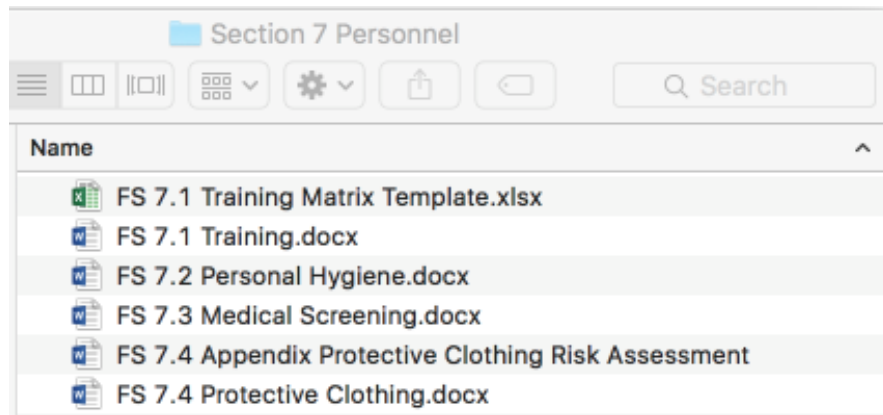 Section 7 Personnel
Search
Name
FS 7.1 Training Matrix Template.xlsx
FS 7.1 Training.docx
FS 7.2 Personal Hygiene.docx
FS 7.3 Medical Screening.docx
FS 7.4 Appendix Protective Clothing Risk Assessment
FS 7.4 Protective Clothing.docx